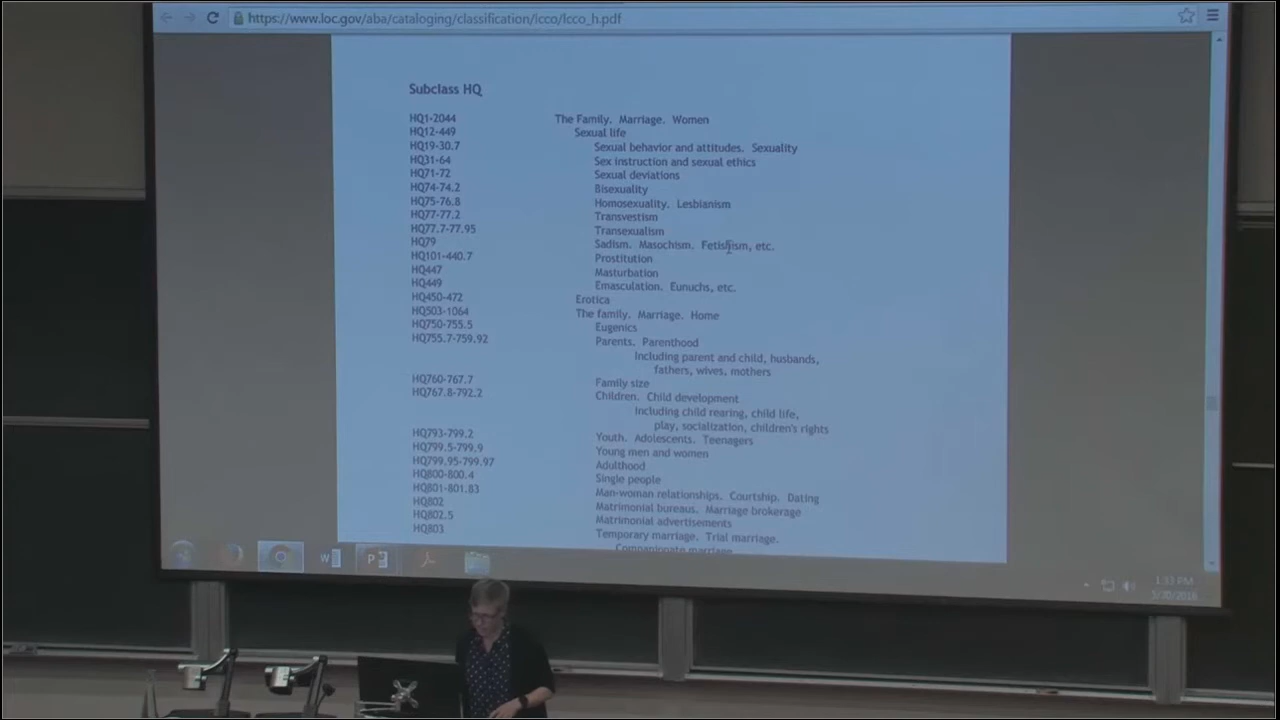 https://www.loc.gov/aba/cataloging/classification/lcco/lcco_h.pdf
Subclass HQ
HQ1-2044 The Family. Marriage. Women
HQ12-449 Sexual life
HQ19-30.7 Sexual behavior and attitudes. Sexuality
HQ31-64 Sex instruction and sexual ethics
HQ71-72 Sexual deviations
HQ74-74.2 Bisexuality
HQ75-76.8 Homosexuality. Lesbianism
HQ77-77.2 Transvestism
HQ77.7-77.95 Transexualism
HQ79 Sadism. Masochism. Fetishism, etc.
HQ101-440.7 Prostitution
HQ447 Masturbation
HQ449 Emasculation. Eunuchs, etc.
HQ450-472 Erotica
HQ503-1064 The family. Marriage. Home
HQ750-755.5 Eugenics
HQ755.7-759.92 Parents. Parenthood
Including parent and child, husbands,
fathers, wives, mothers
HQ760-767.7 Family size
HQ767.8-792.2 Children. Child development
Including child rearing, child life,
play, socialization, children's rights
HQ793-799.2 Youth. Adolescents. Teenagers
HQ799.5-799.9 Young men and women
HQ799.95-799.97 Adulthood
HQ800-800.4 Single people
HQ801-801.83 Man-woman relationships. Courtship. Dating
HQ802 Matrimonial bureaus. Marriage brokerage
HQ802.5 Matrimonial advertisements
HQ803 Temporary marriage. Trial marriage.
Companionate marriage
1:33 PM
5/30/2016